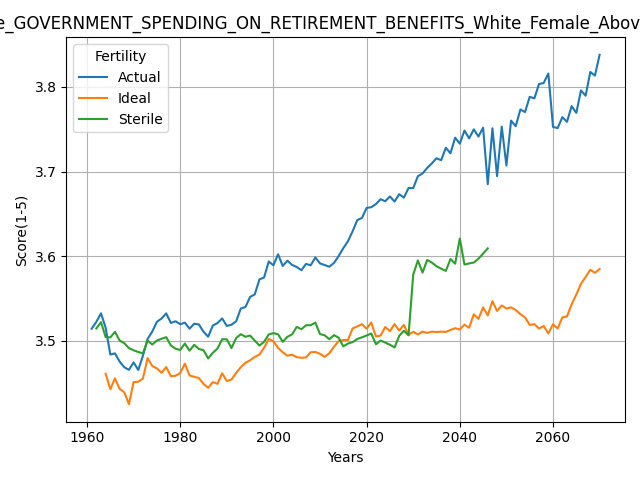 e_GOVERNMENT_SPENDING_ON_RETIREMENT_BENEFITS_White_Female_Abov
Fertility
Actual
Ideal
Sterile
3.8
3.7
3.6
3.5
Score(1-5)
1960 1980 2000 2020 2040 2060
Years